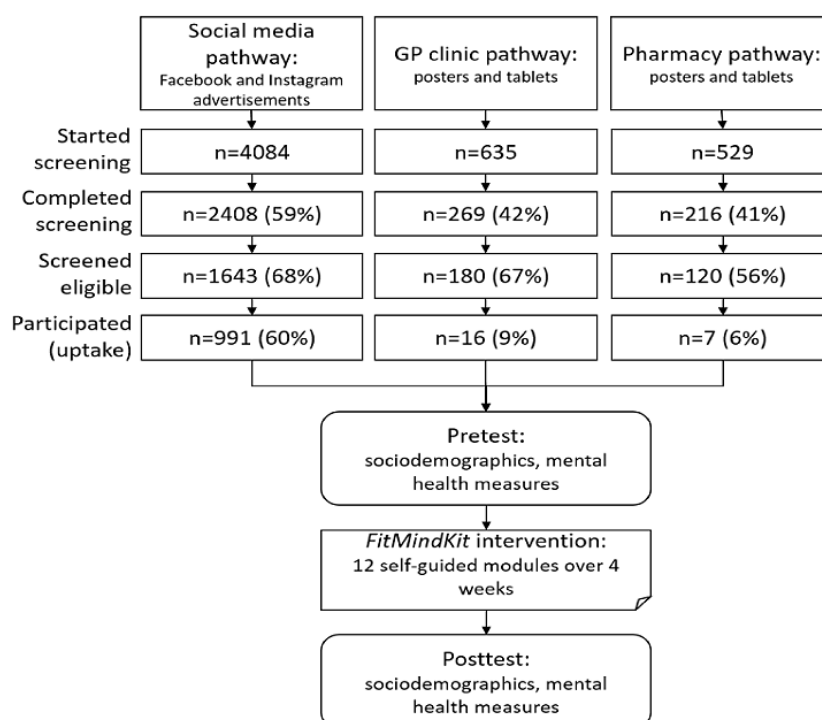 Social media
pathway:
Facebook and Instagram
advertisements
GP clinic pathway:
posters and tablets
Pharmacy pathway:
posters and tablets
Started
screening
n=4084
n=635
n=529
Completed
screening
n=2408 (59%)
n=269 (42%)
n=216 (41%)
Screened
eligible
n=1643 (68%)
n=180 (67%)
n=120 (56%)
Participated
(uptake)
n=991 (60%)
n=16 (9%)
n=7 (6%)
Pretest:
sociodemographics, mental
health measures
FitMindKit intervention:
12 self-guided modules over 4
weeks
Posttest:
sociodemographics, mental
health measures